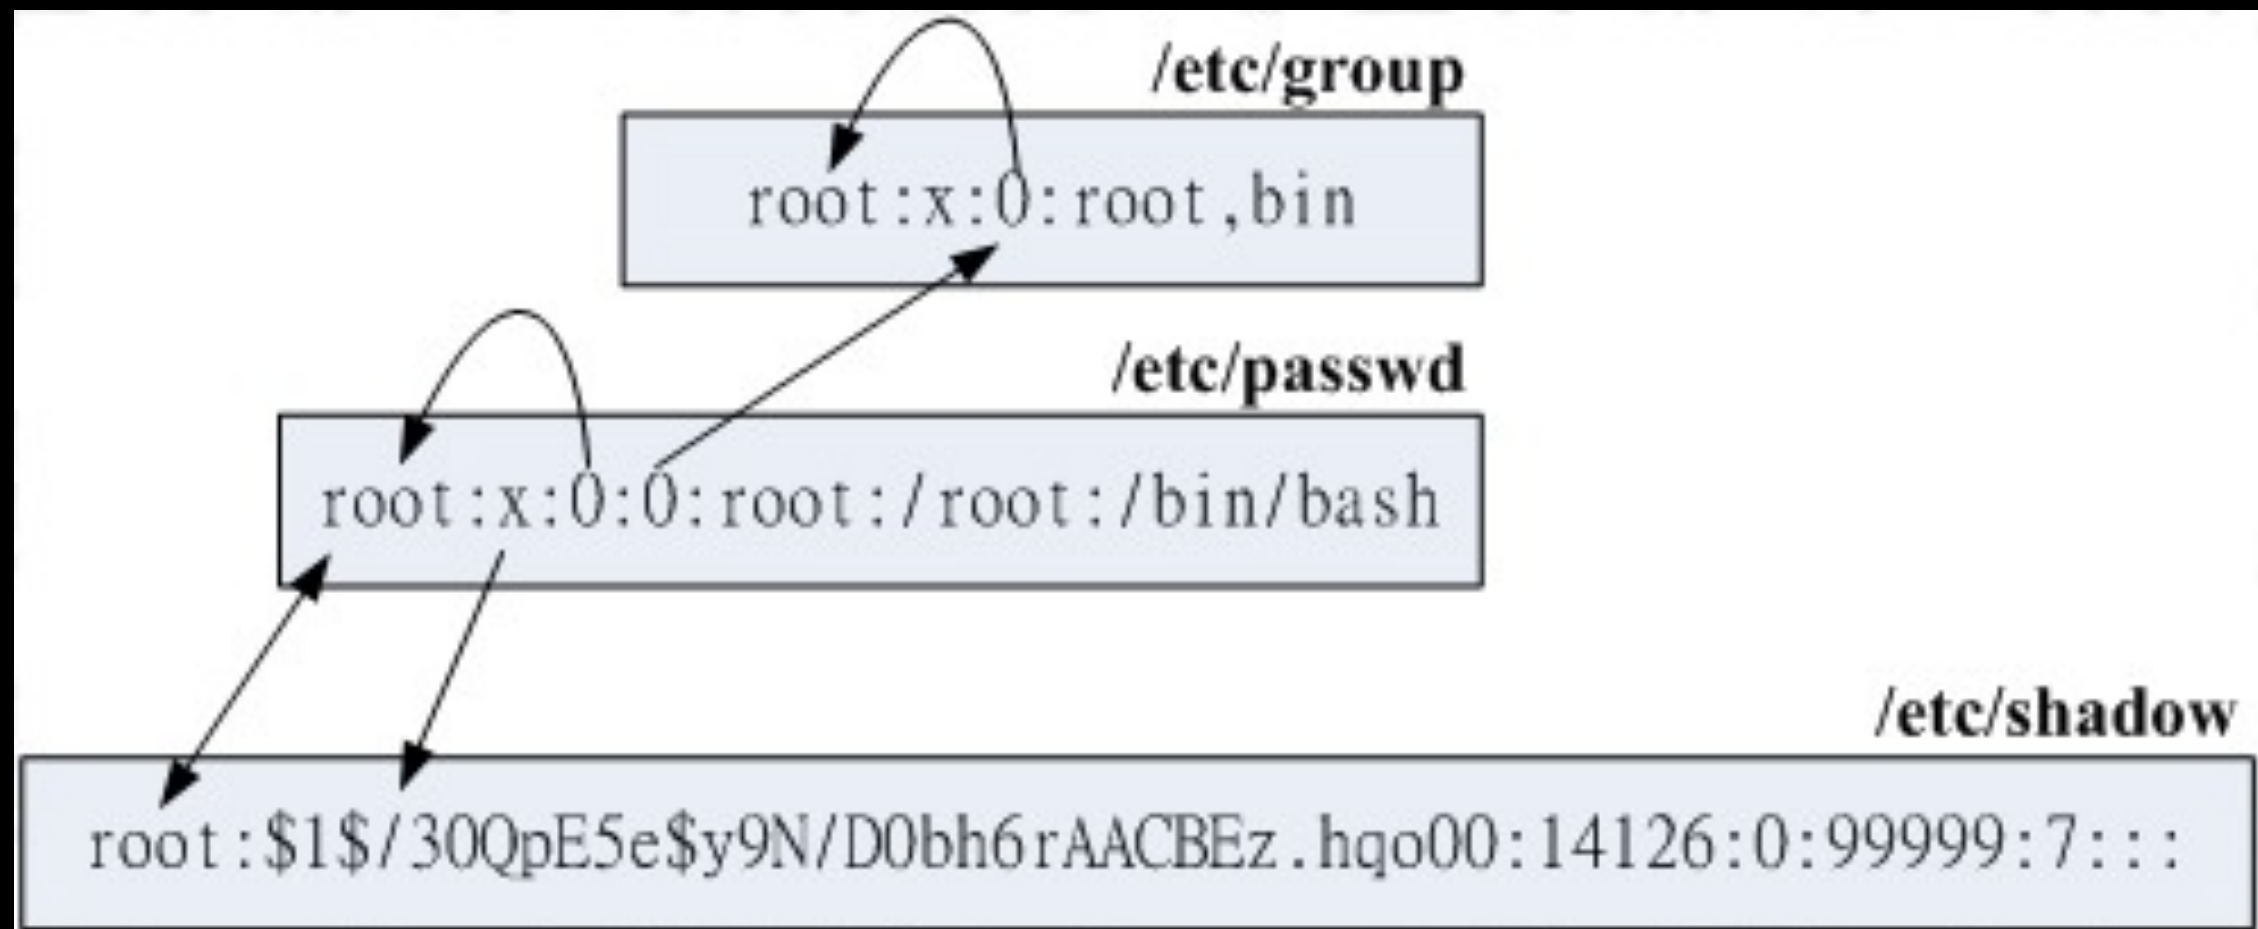 /etc/group
root:x:0:root,bin
/etc/passwd
root:x:0:0:root:/root:/bin/bash
/etc/shadow
root:$1$/30QpE5e$y9N/D0bh6rAACBEz.hqo00:14126:0:99999:7:::